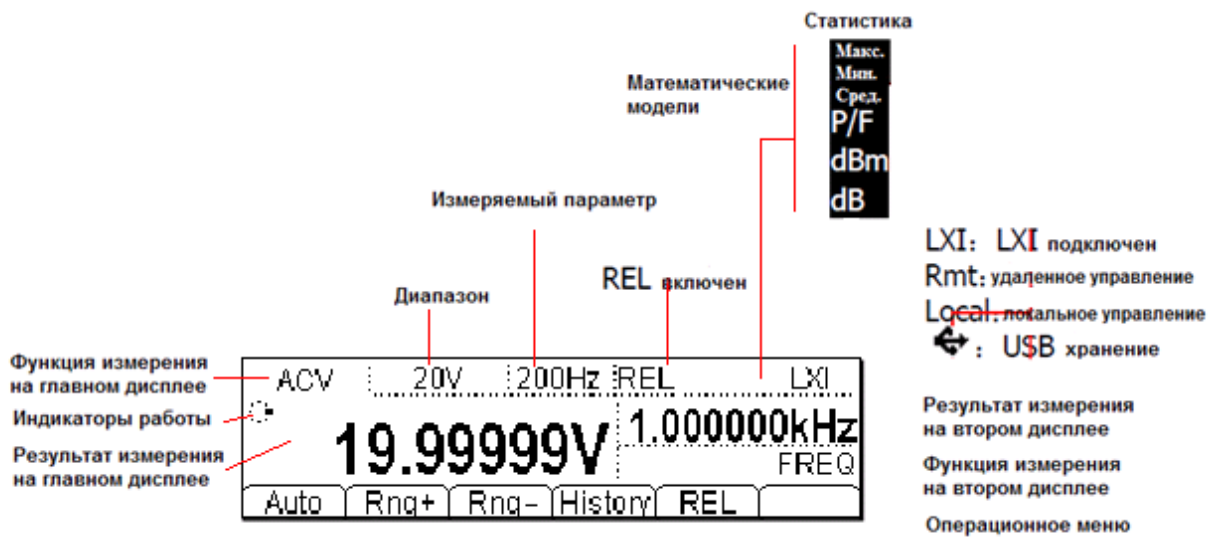 Статистика
Макс.
Мин.
Сред.
P/F
dBm
dB
Математические
модели
Измеряемый параметр
REL включен
Диапазон
LXI: LXI подключен
Rmt: удаленное управление
Local: локальное управление
: USB хранение
Функция измерения
на главном дисплее
Индикаторы работы
Результат измерения
на главном дисплее
ACV 20V 200Hz REL LXI
19.99999V
1.000000kHz
FREQ
Auto Rng+ Rng- History REL
Результат измерения
на втором дисплее
Функция измерения
на втором дисплее
Операционное меню